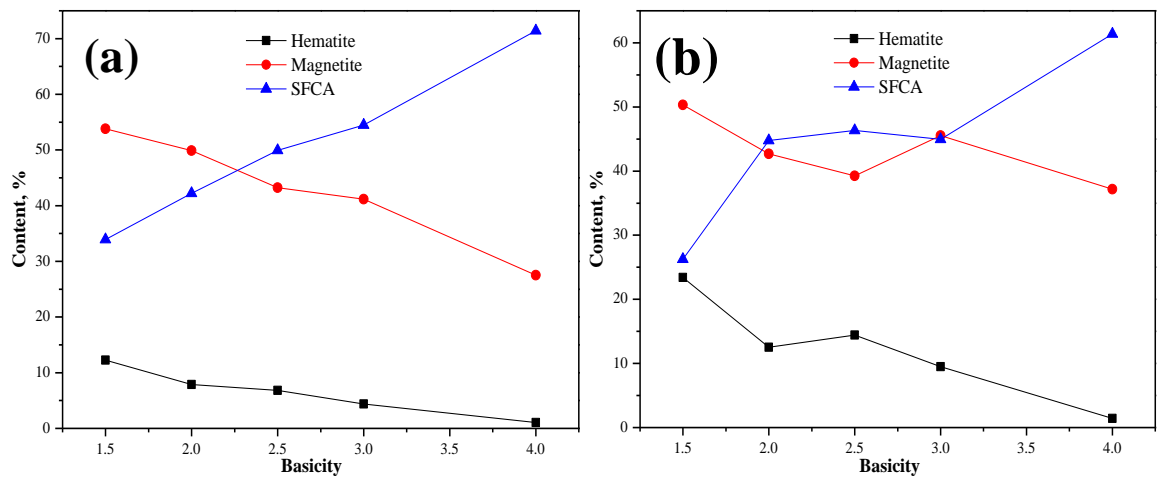 (a)
Hematite
Magnetite
SFCA
Content, %
70
60
50
40
30
20
10
0
1.5 2.0 2.5 3.0 3.5 4.0
Basicity
(b)
Hematite
Magnetite
SFCA
Content, %
60
50
40
30
20
10
0
1.5 2.0 2.5 3.0 3.5 4.0
Basicity